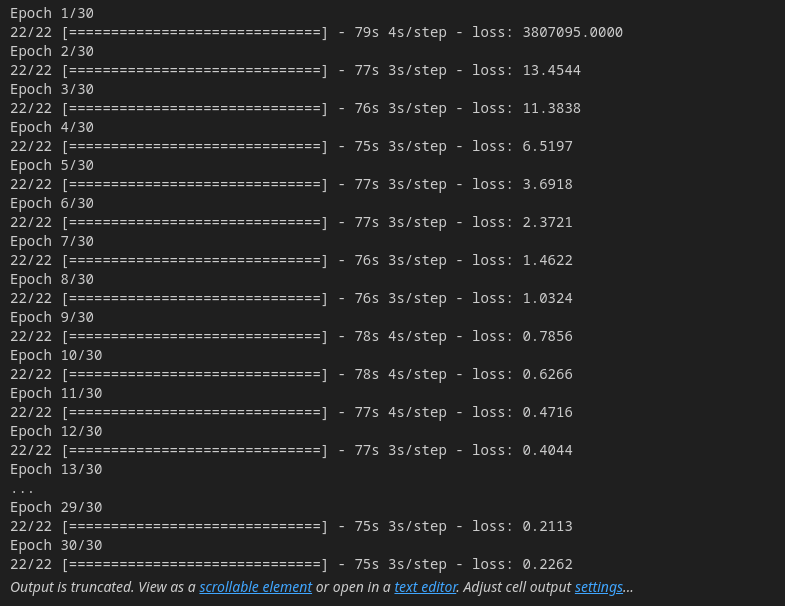 Epoch 1/30
22/22 [==============================] - 79s 4s/step - loss: 3807095.0000
Epoch 2/30
22/22 [==============================] - 77s 3s/step - loss: 13.4544
Epoch 3/30
22/22 [==============================] - 76s 3s/step - loss: 11.3838
Epoch 4/30
22/22 [==============================] - 75s 3s/step - loss: 6.5197
Epoch 5/30
22/22 [==============================] - 77s 3s/step - loss: 3.6918
Epoch 6/30
22/22 [==============================] - 77s 3s/step - loss: 2.3721
Epoch 7/30
22/22 [==============================] - 76s 3s/step - loss: 1.4622
Epoch 8/30
22/22 [==============================] - 76s 3s/step - loss: 1.0324
Epoch 9/30
22/22 [==============================] - 78s 4s/step - loss: 0.7856
Epoch 10/30
22/22 [==============================] - 78s 4s/step - loss: 0.6266
Epoch 11/30
22/22 [==============================] - 77s 4s/step - loss: 0.4716
Epoch 12/30
22/22 [==============================] - 77s 3s/step - loss: 0.4044
Epoch 13/30
...
Epoch 29/30
22/22 [==============================] - 75s 3s/step - loss: 0.2113
Epoch 30/30
22/22 [==============================] - 75s 3s/step - loss: 0.2262
Output is truncated. View as a scrollable element or open in a text editor. Adjust cell output settings...